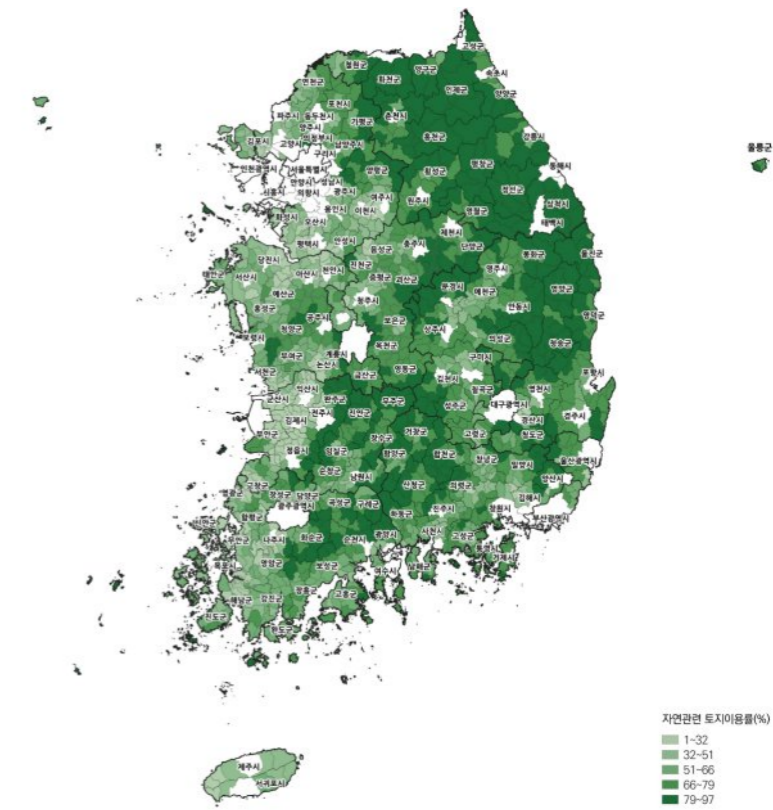 고성군
철원군
양구군
속초시
화천군
연천군
인제군
양양군
포천시
파주시 동두천시
춘천시
가평군
양주시
의정부시
홍천군
강릉시
김포시
고양시
남양주시
구리시
울릉군
인천광역시 서울특별시
양평군
횡성군
평창군
동해시
안양시 성남시
시흥시 의왕시 광주시
여주시
원주시
정선군
용인시 이천시
삼척시
화성시
오산시
영월군
태백시
제천시
평택시 안성시
음성군
충주시
단양군
봉화군
울진군
당진시
진천군
태안군
서산시
아산시 천안시
영주시
증평군 괴산군
문경시 예천군
영양군
예산군
청주시
홍성군
안동시
공주시
보은군
영덕군
청양군
상주시
보령시
의성군
청송군
계룡시
옥천군
부여군
구미시
논산시
서천군
금산군
영동군
김천시
포항시
익산시
칠곡군
영천시
군산시
완주군
무주군
성주군
대구광역시
전주시
진안군
경주시
김제시
경산시
부안군
거창군
고령군
청도군
장수군
정읍시
임실군
함양군
합천군
창녕군
밀양시
울산광역시
순창군
남원시
양산시
고창군
산청군
의령군
영광군
장성군 담양군
김해시
곡성군 구례군
광주광역시
진주시
창원시
하동군
부산광역시
함평군
신안군
사천시
고성군
무안군
나주시
화순군
순천시
광양시
통영시
거제시
목포시
영암군
보성군
여수시
남해군
장흥군
고흥군
해남군
강진군
진도군
완도군
제주시
서귀포시
자연관련 토지이용률(%)
1~32
32~51
51~66
66~79
79~97